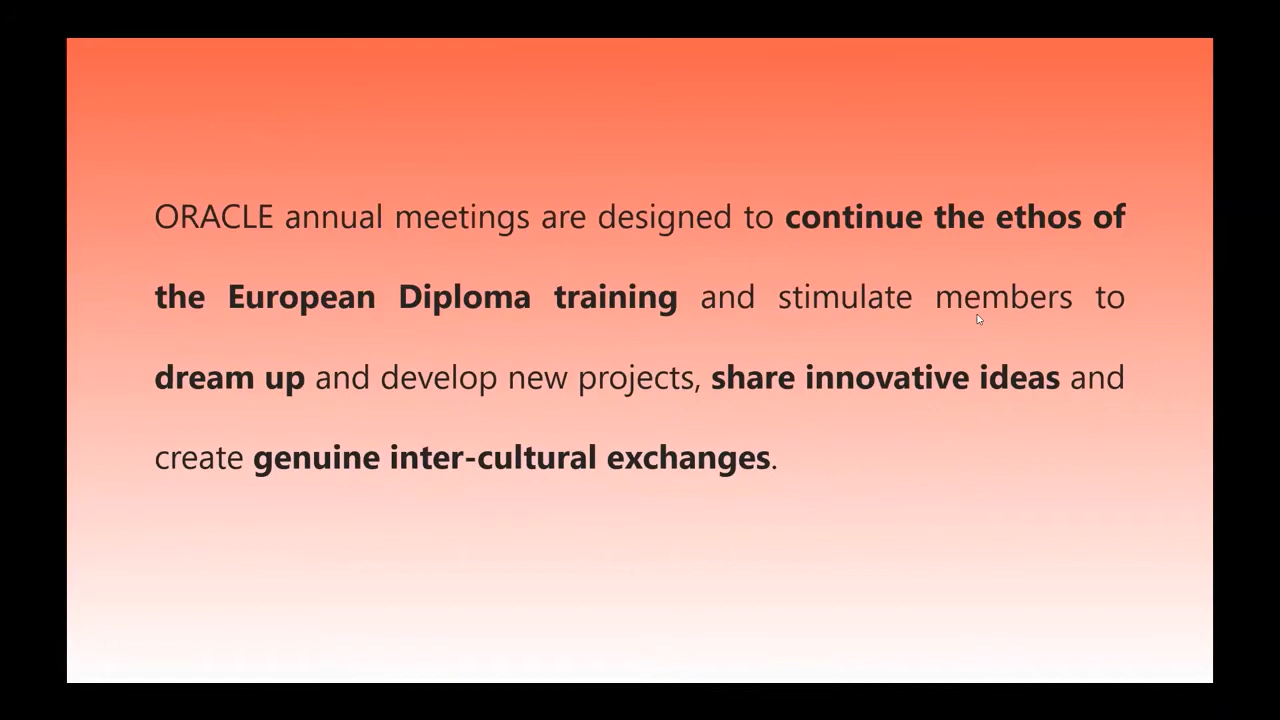 ORACLE annual meetings are designed to continue the ethos of
the European Diploma training and stimulate members to
dream up and develop new projects, share innovative ideas and
create genuine inter-cultural exchanges.